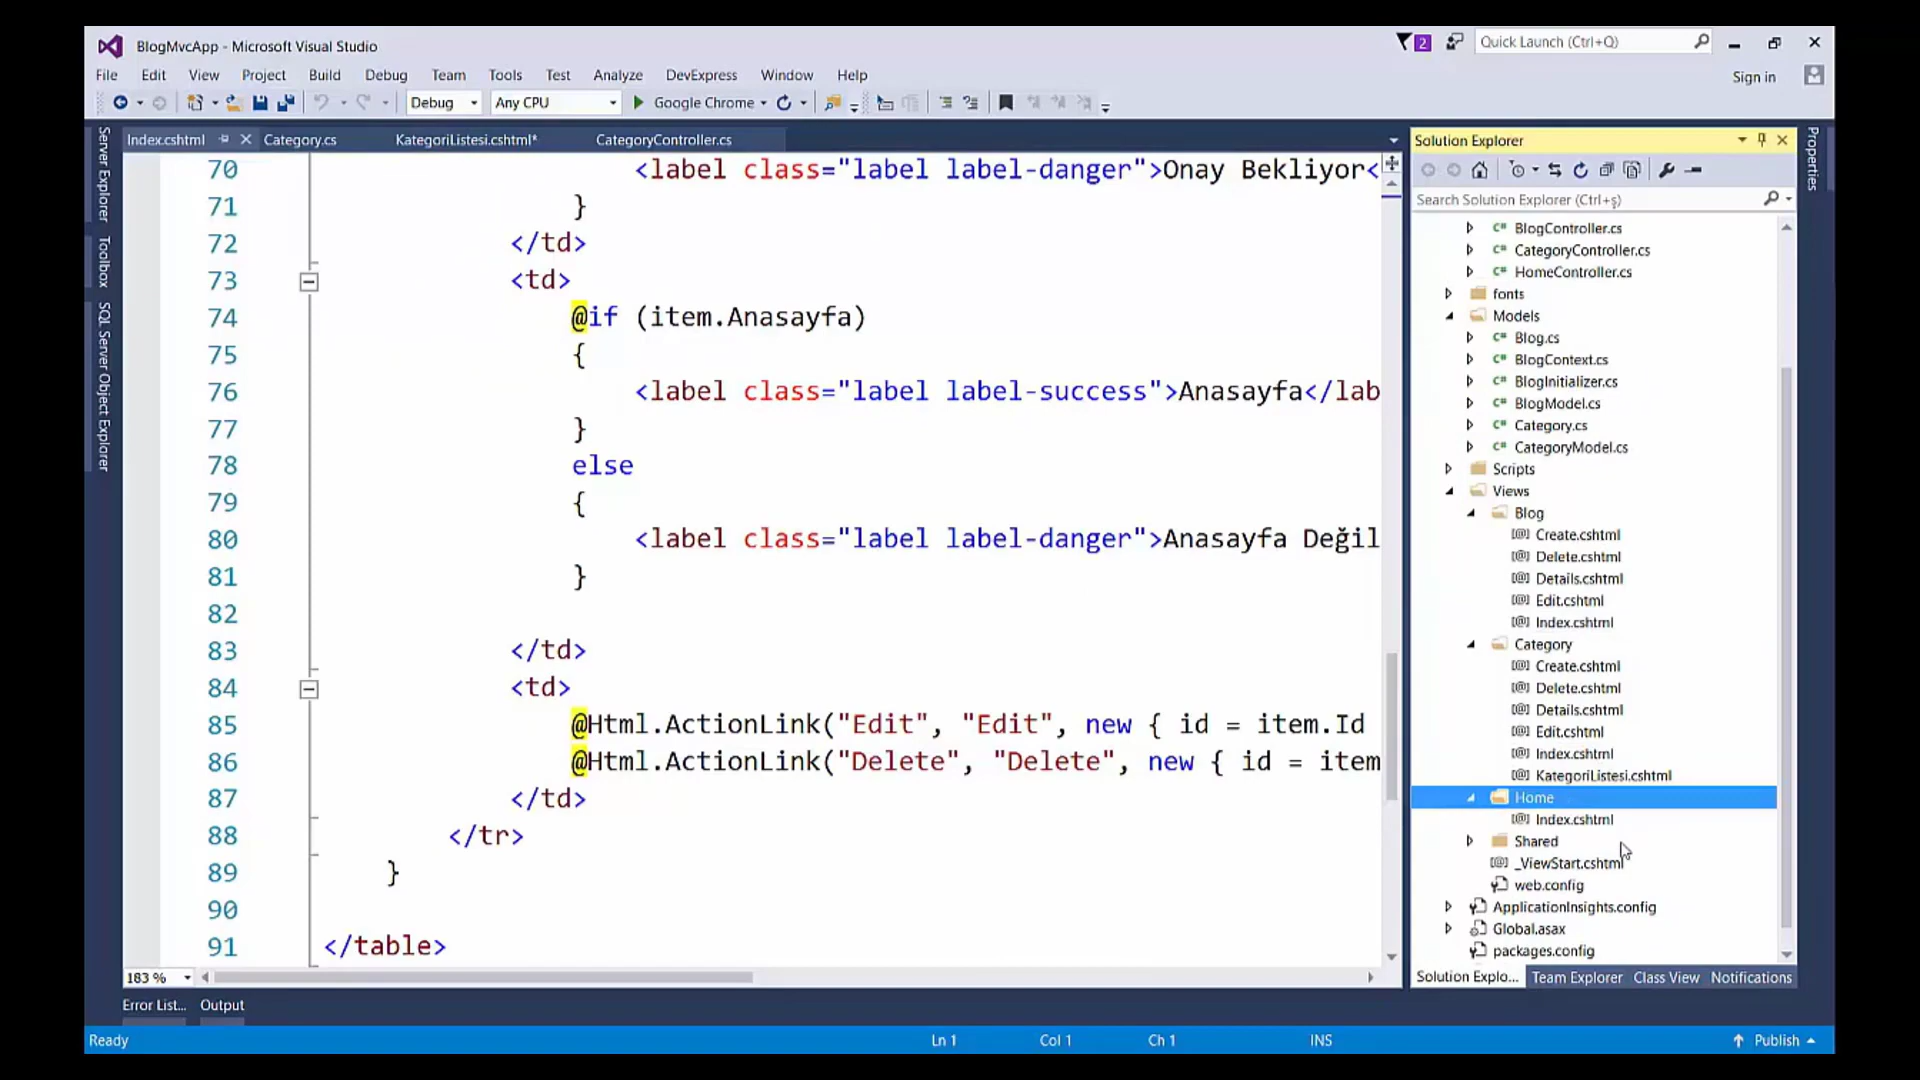 BlogMvcApp - Microsoft Visual Studio
2
Quick Launch (Ctrl+Q)
File Edit View Project Build Debug Team Tools Test Analyze DevExpress Window Help
Sign in
Debug Any CPU Google Chrome
Server Explorer
Toolbox
SQL Server Object Explorer
Index.cshtml Category.cs KategoriListesi.cshtml* CategoryController.cs
70 <label class="label label-danger">Onay Bekliyor<
71 }
72 </td>
73 <td>
74 @if (item.Anasayfa)
75 {
76 <label class="label label-success">Anasayfa</lab
77 }
78 else
79 {
80 <label class="label label-danger">Anasayfa Değil
81 }
82
83 </td>
84 <td>
85 @Html.ActionLink("Edit", "Edit", new { id = item.Id
86 @Html.ActionLink("Delete", "Delete", new { id = item
87 </td>
88 </tr>
89 }
90
91 </table>
183 %
Solution Explorer
Search Solution Explorer (Ctrl+ş)
C# BlogController.cs
C# CategoryController.cs
C# HomeController.cs
fonts
Models
C# Blog.cs
C# BlogContext.cs
C# BlogInitializer.cs
C# BlogModel.cs
C# Category.cs
C# CategoryModel.cs
Scripts
Views
Blog
[@] Create.cshtml
[@] Delete.cshtml
[@] Details.cshtml
[@] Edit.cshtml
[@] Index.cshtml
Category
[@] Create.cshtml
[@] Delete.cshtml
[@] Details.cshtml
[@] Edit.cshtml
[@] Index.cshtml
[@] KategoriListesi.cshtml
Home
[@] Index.cshtml
Shared
[@] _ViewStart.cshtml
web.config
ApplicationInsights.config
Global.asax
packages.config
Solution Explo... Team Explorer Class View Notifications
Properties
Error List... Output
Ready Ln 1 Col 1 Ch 1 INS Publish